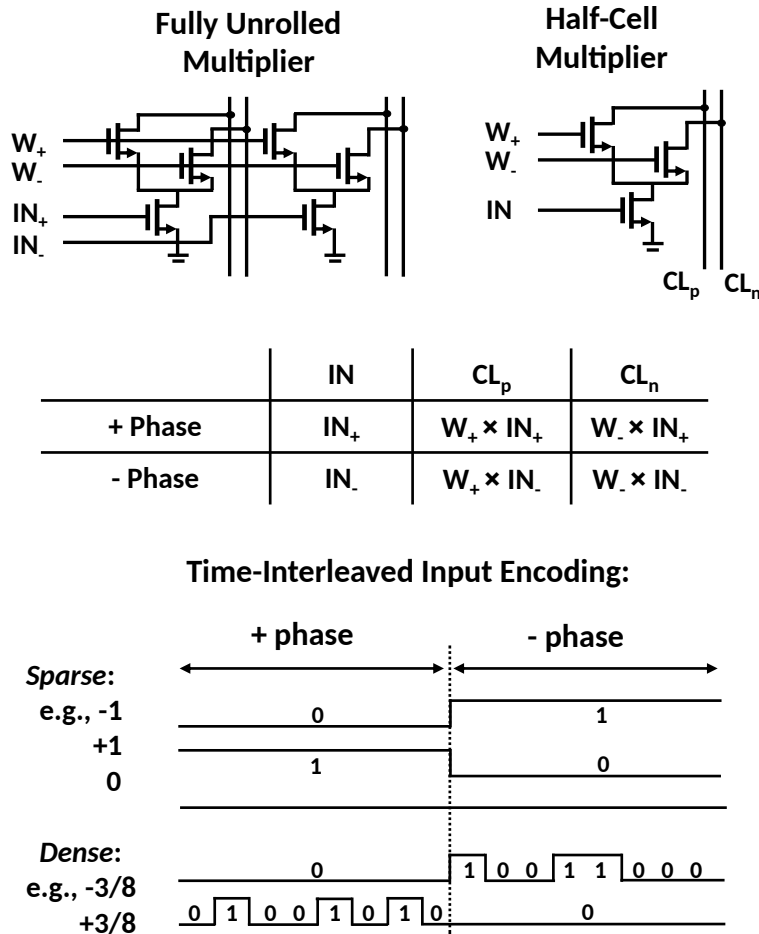 Fully Unrolled
Multiplier
Half-Cell
Multiplier
W+
W-
IN+
IN-
W+
W-
IN
CLp CLn
IN CLp CLn
+ Phase IN+ W+ × IN+ W- × IN+
- Phase IN- W+ × IN- W- × IN-
Time-Interleaved Input Encoding:
+ phase - phase
Sparse:
e.g., -1 0 1
+1 1 0
0
Dense:
e.g., -3/8 0 1 0 0 1 1 0 0 0
+3/8 0 1 0 0 1 0 1 0 0